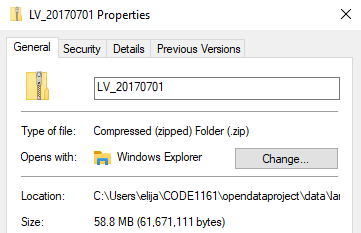 LV_20170701 Properties
General Security Details Previous Versions
LV_20170701
Type of file: Compressed (zipped) Folder (.zip)
Opens with: Windows Explorer Change...
Location: C:\Users\elija\CODE1161\opendataproject\data\lan
Size: 58.8 MB (61,671,111 bytes)